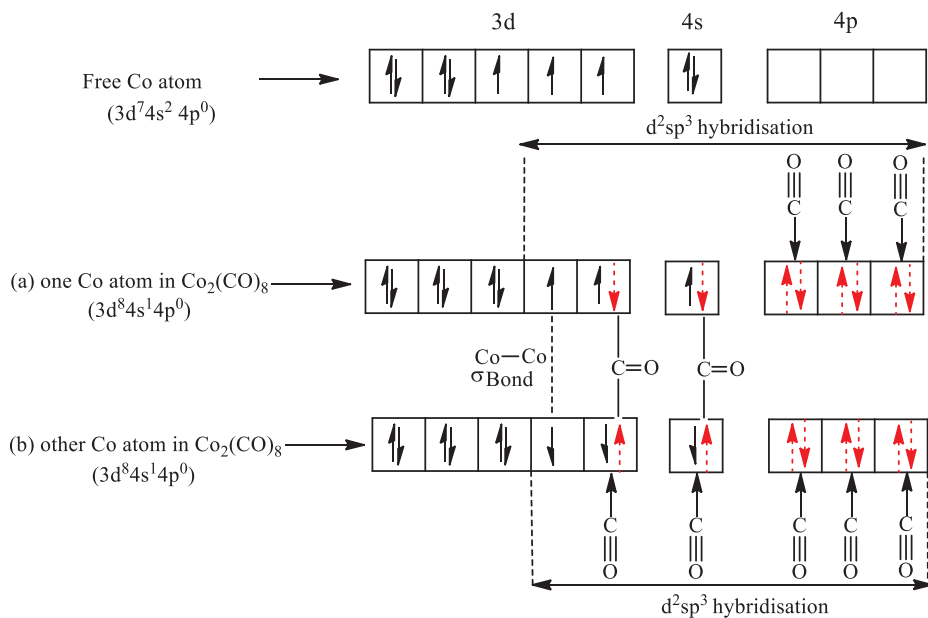 3d 4s 4p
Free Co atom
(3d⁷4s² 4p⁰)
d²sp³ hybridisation
O O O
C C C
(a) one Co atom in Co₂(CO)₈
(3d⁸4s¹4p⁰)
Co—Co
σBond
C=O C=O
(b) other Co atom in Co₂(CO)₈
(3d⁸4s¹4p⁰)
C C C C C
O O O O O
d²sp³ hybridisation